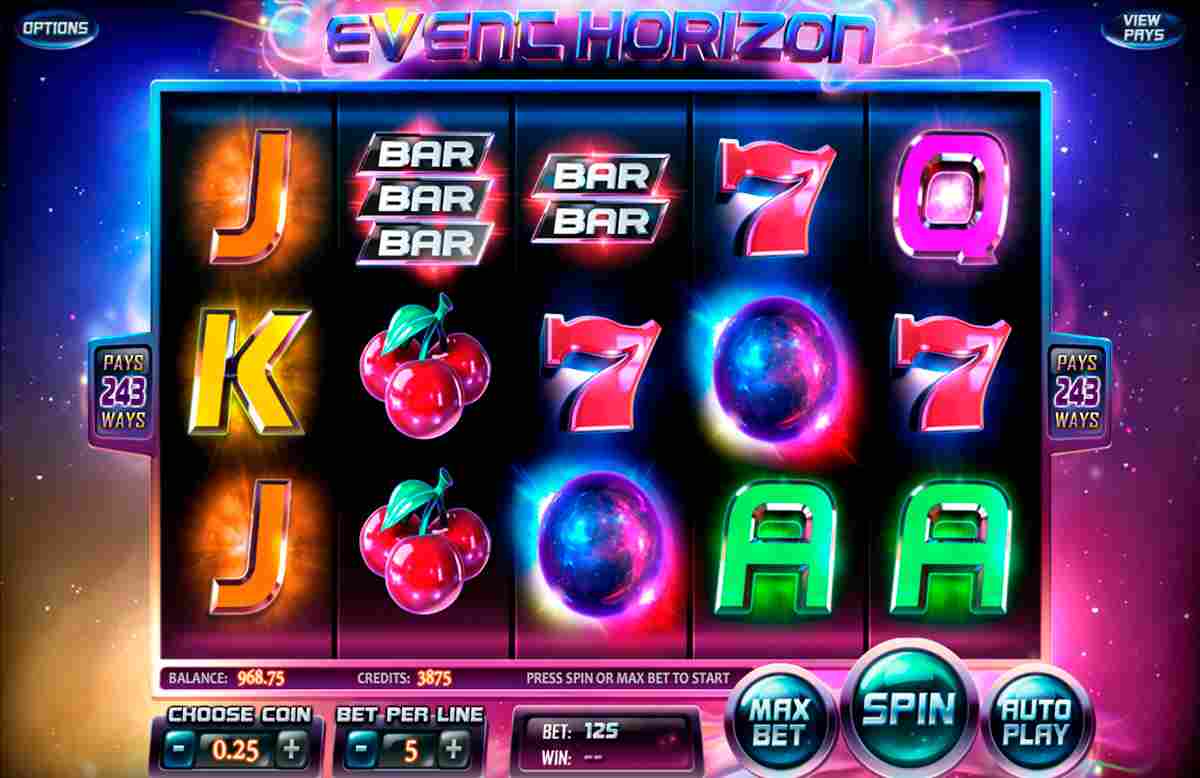 OPTIONS
EVENT HORIZON
VIEW
PAYS
J
BAR
BAR
BAR
BAR
BAR
7
Q
PAYS
243
WAYS
K
7
7
PAYS
243
WAYS
J
A
A
BALANCE: 968.75
CREDITS: 3875
PRESS SPIN OR MAX BET TO START
CHOOSE COIN
- 0.25 +
BET PER LINE
- 5 +
BET: 125
WIN: --
MAX
BET
SPIN
AUTO
PLAY